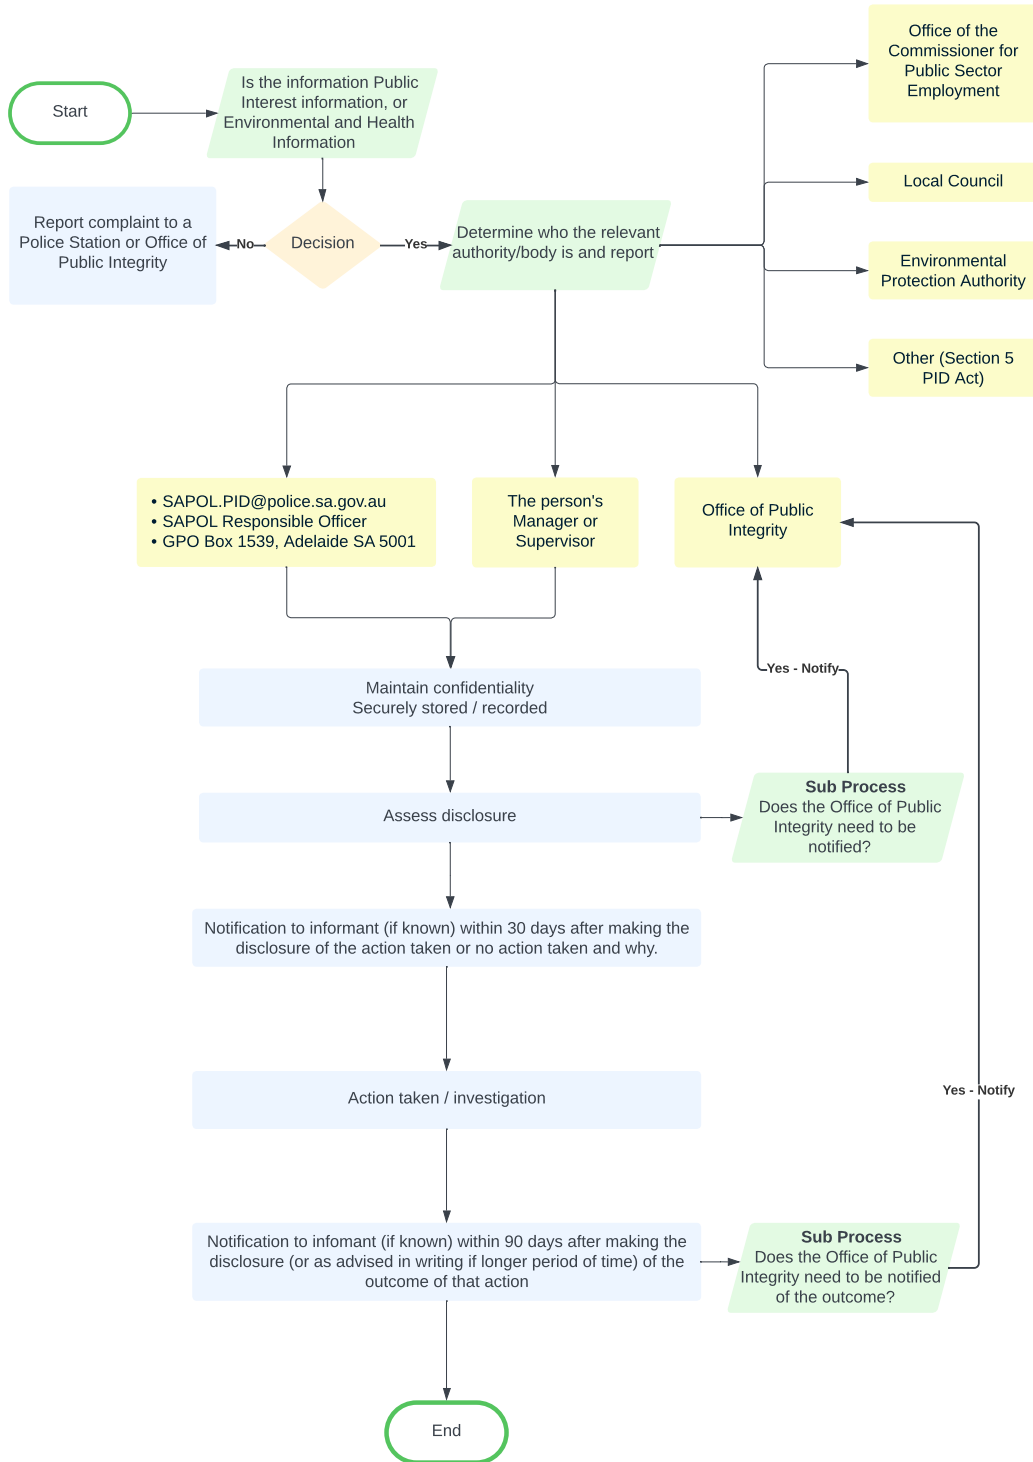 Start
Is the information Public
Interest information, or
Environmental and Health
Information
Office of the
Commissioner for
Public Sector
Employment
Local Council
Environmental
Protection Authority
Other (Section 5
PID Act)
Report complaint to a
Police Station or Office of
Public Integrity
No
Decision
Yes
Determine who the relevant
authority/body is and report
• SAPOL.PID@police.sa.gov.au
• SAPOL Responsible Officer
• GPO Box 1539, Adelaide SA 5001
The person's
Manager or
Supervisor
Office of Public
Integrity
Maintain confidentiality
Securely stored / recorded
Yes - Notify
Assess disclosure
Sub Process
Does the Office of Public
Integrity need to be
notified?
Notification to informant (if known) within 30 days after making the
disclosure of the action taken or no action taken and why.
Action taken / investigation
Yes - Notify
Notification to infomant (if known) within 90 days after making the
disclosure (or as advised in writing if longer period of time) of the
outcome of that action
Sub Process
Does the Office of Public
Integrity need to be notified
of the outcome?
End